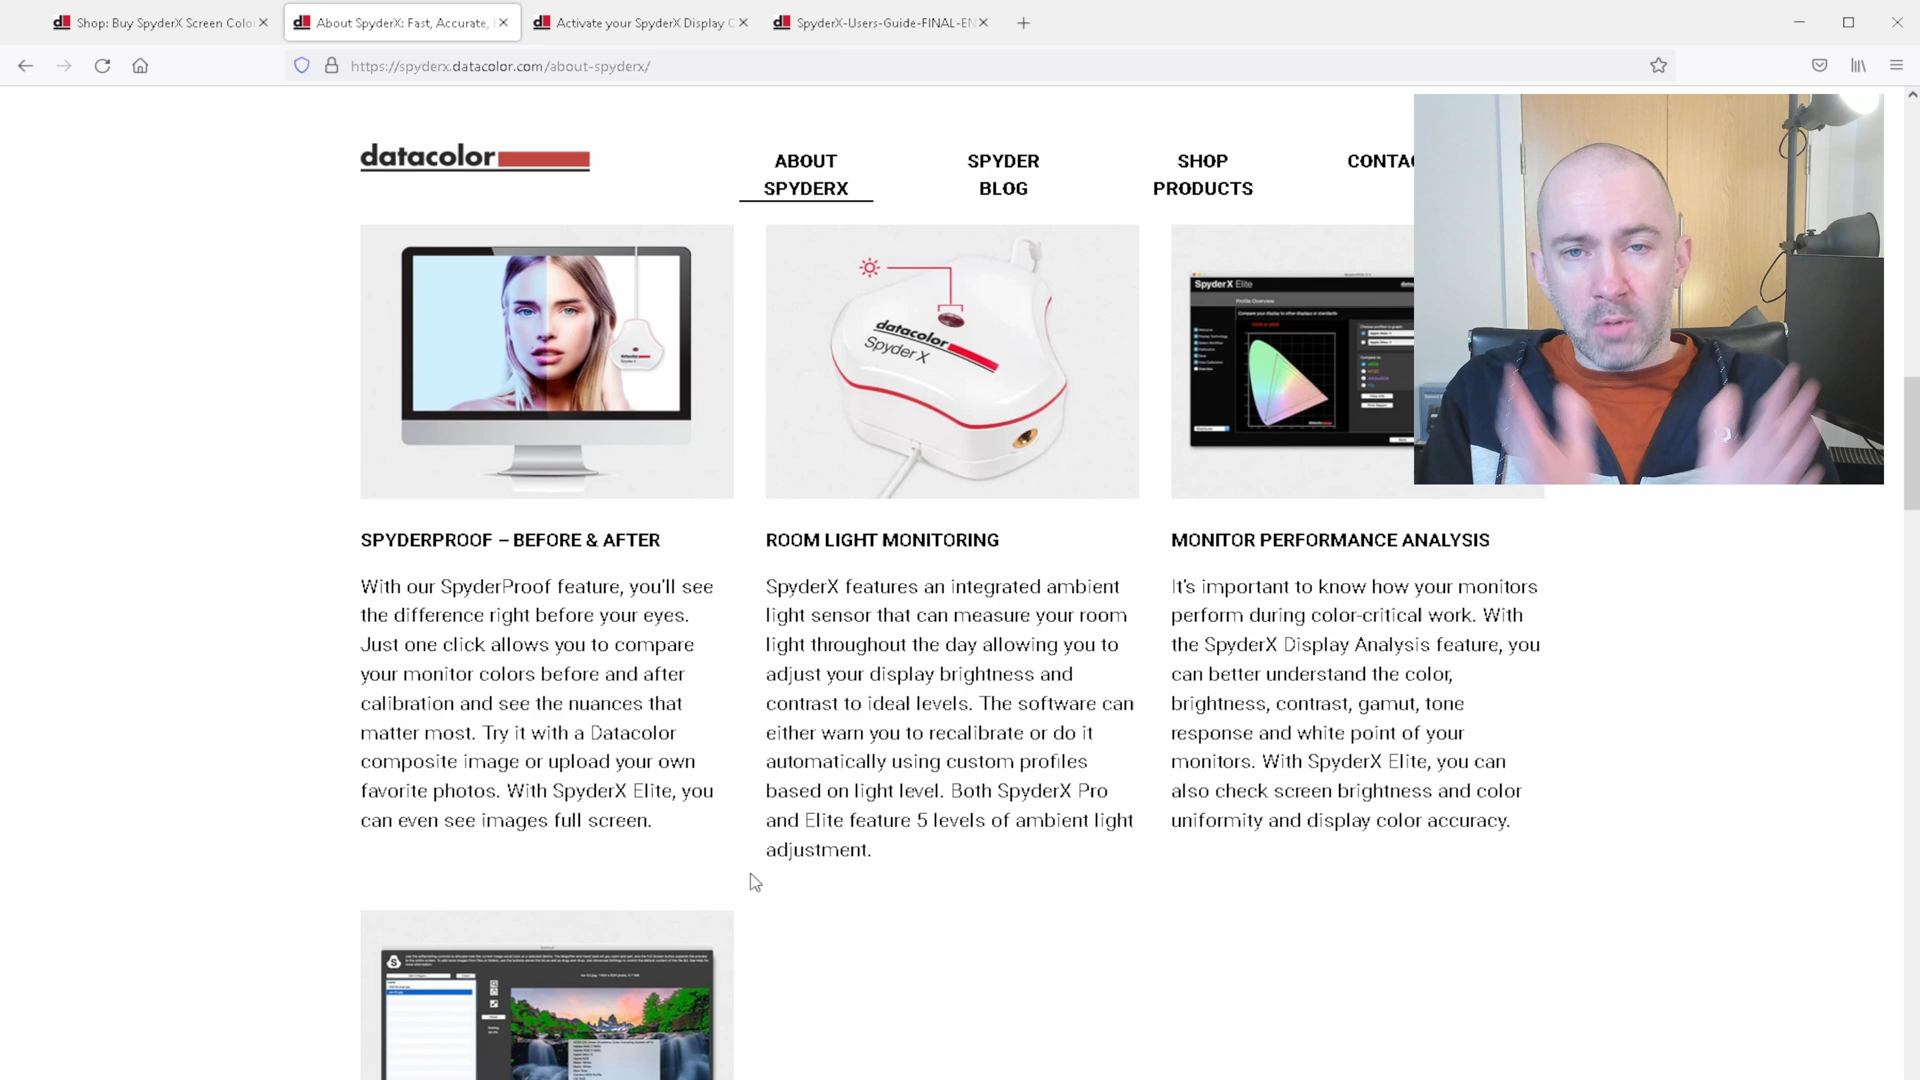 Shop: Buy SpyderX Screen Colo
About SpyderX: Fast, Accurate,
Activate your SpyderX Display C
SpyderX-Users-Guide-FINAL-EN
https://spyderx.datacolor.com/about-spyderx/
datacolor
ABOUT
SPYDERX
SPYDER
BLOG
SHOP
PRODUCTS
CONTAC
datacolor
Spyder X
SpyderX Elite
Profile Overview
SPYDERPROOF – BEFORE & AFTER
With our SpyderProof feature, you'll see
the difference right before your eyes.
Just one click allows you to compare
your monitor colors before and after
calibration and see the nuances that
matter most. Try it with a Datacolor
composite image or upload your own
favorite photos. With SpyderX Elite, you
can even see images full screen.
ROOM LIGHT MONITORING
SpyderX features an integrated ambient
light sensor that can measure your room
light throughout the day allowing you to
adjust your display brightness and
contrast to ideal levels. The software can
either warn you to recalibrate or do it
automatically using custom profiles
based on light level. Both SpyderX Pro
and Elite feature 5 levels of ambient light
adjustment.
MONITOR PERFORMANCE ANALYSIS
It's important to know how your monitors
perform during color-critical work. With
the SpyderX Display Analysis feature, you
can better understand the color,
brightness, contrast, gamut, tone
response and white point of your
monitors. With SpyderX Elite, you can
also check screen brightness and color
uniformity and display color accuracy.